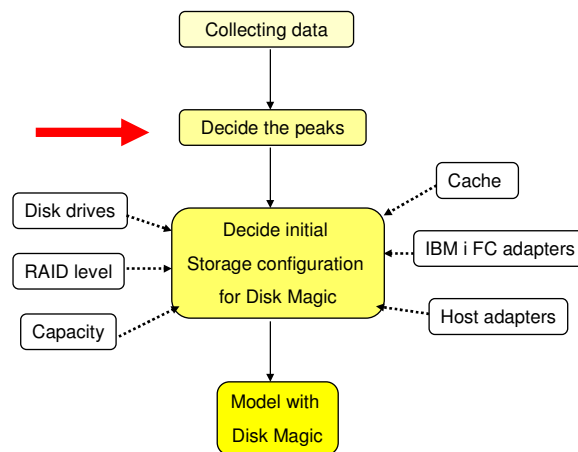 Collecting data
Decide the peaks
Cache
Disk drives
Decide initial
Storage configuration
for Disk Magic
IBM i FC adapters
RAID level
Host adapters
Capacity
Model with
Disk Magic